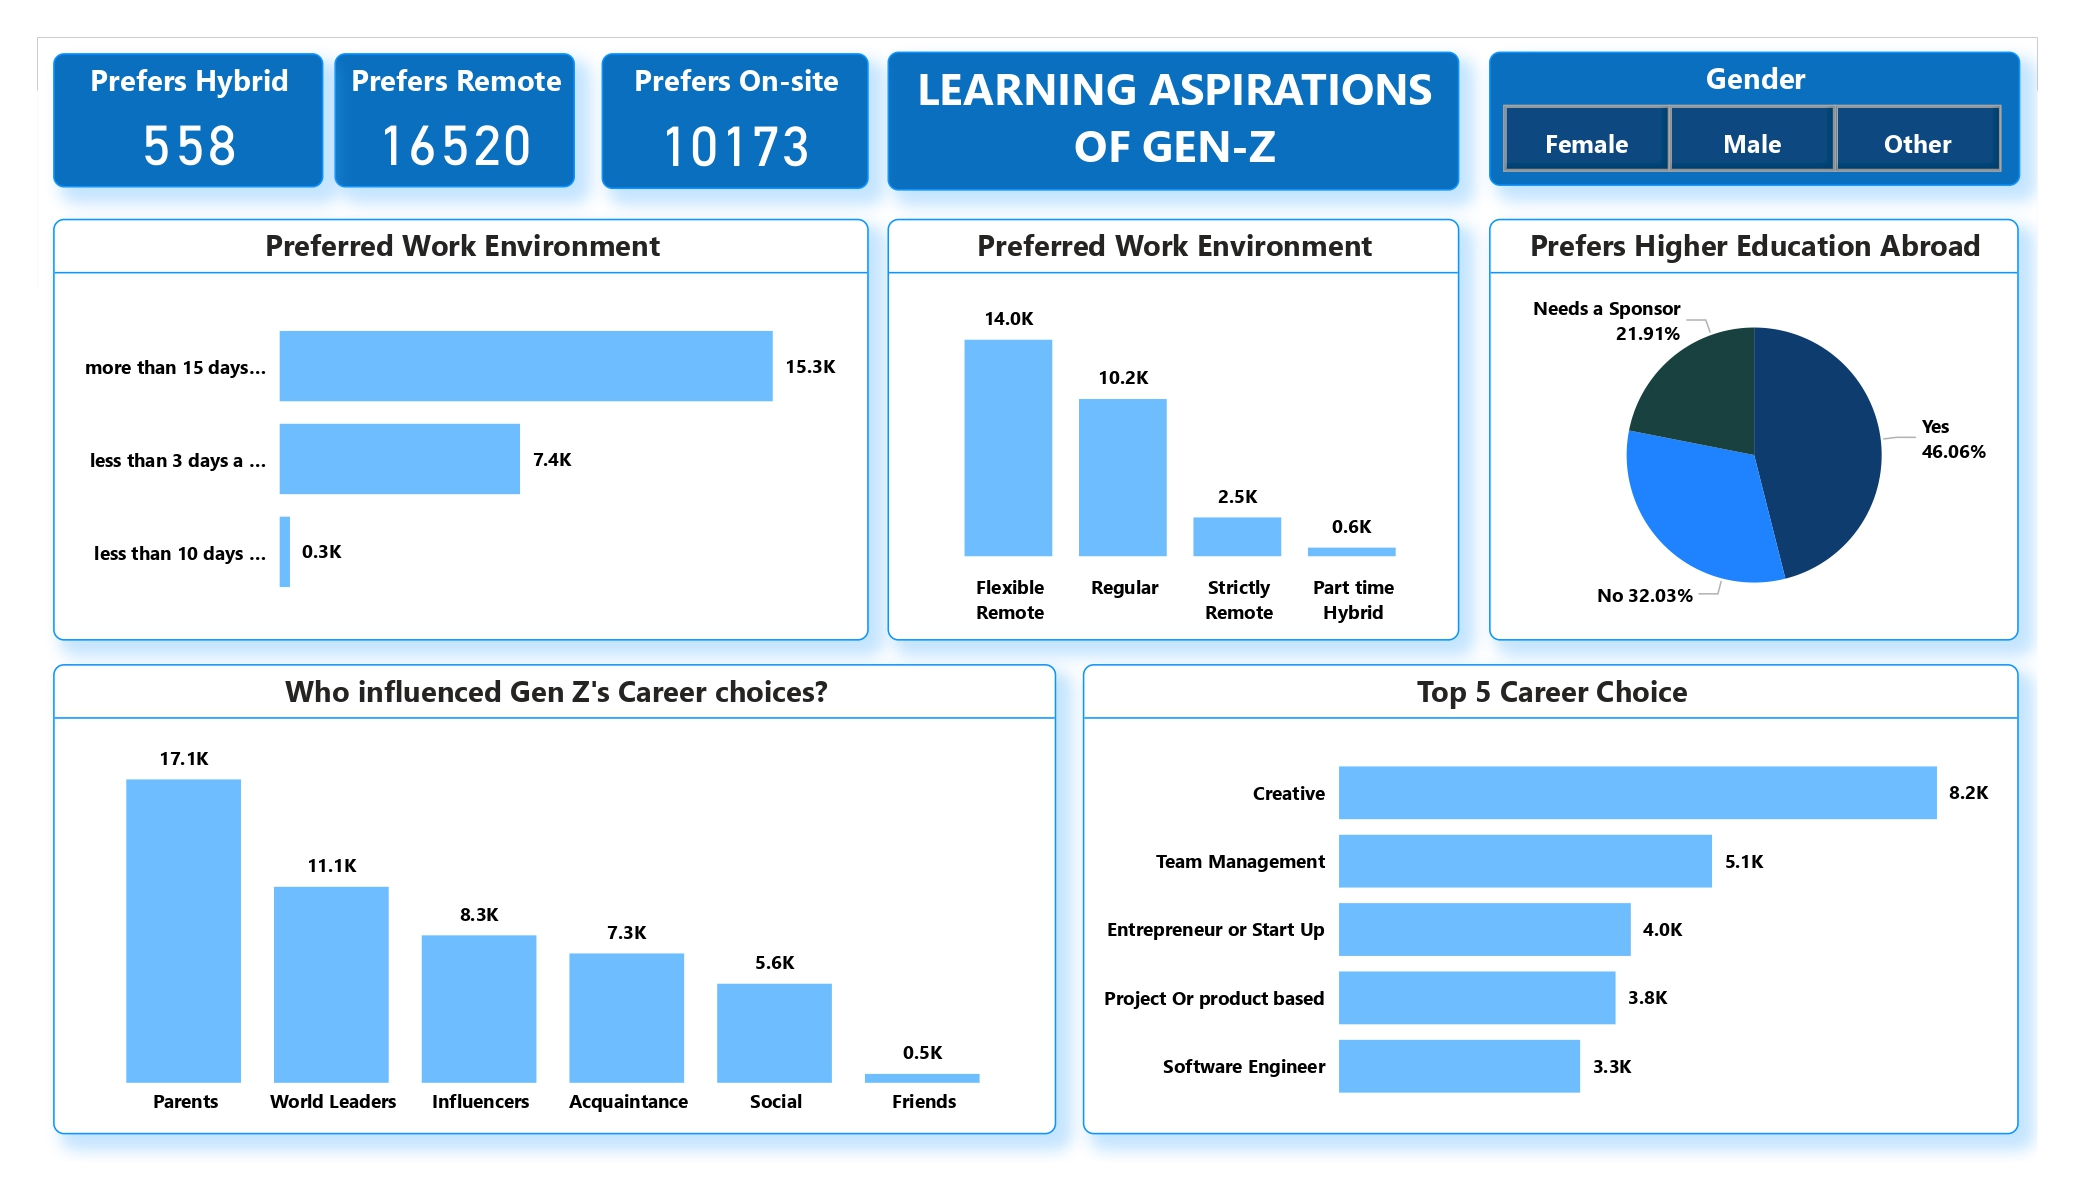 Prefers Hybrid
558
Prefers Remote
16520
Prefers On-site
10173
LEARNING ASPIRATIONS
OF GEN-Z
Gender
Female
Male
Other
Preferred Work Environment
more than 15 days...
15.3K
less than 3 days a ...
7.4K
less than 10 days ...
0.3K
Preferred Work Environment
14.0K
10.2K
2.5K
0.6K
Flexible
Remote
Regular
Strictly
Remote
Part time
Hybrid
Prefers Higher Education Abroad
Needs a Sponsor
21.91%
Yes
46.06%
No 32.03%
Who influenced Gen Z's Career choices?
17.1K
11.1K
8.3K
7.3K
5.6K
0.5K
Parents
World Leaders
Influencers
Acquaintance
Social
Friends
Top 5 Career Choice
Creative
8.2K
Team Management
5.1K
Entrepreneur or Start Up
4.0K
Project Or product based
3.8K
Software Engineer
3.3K